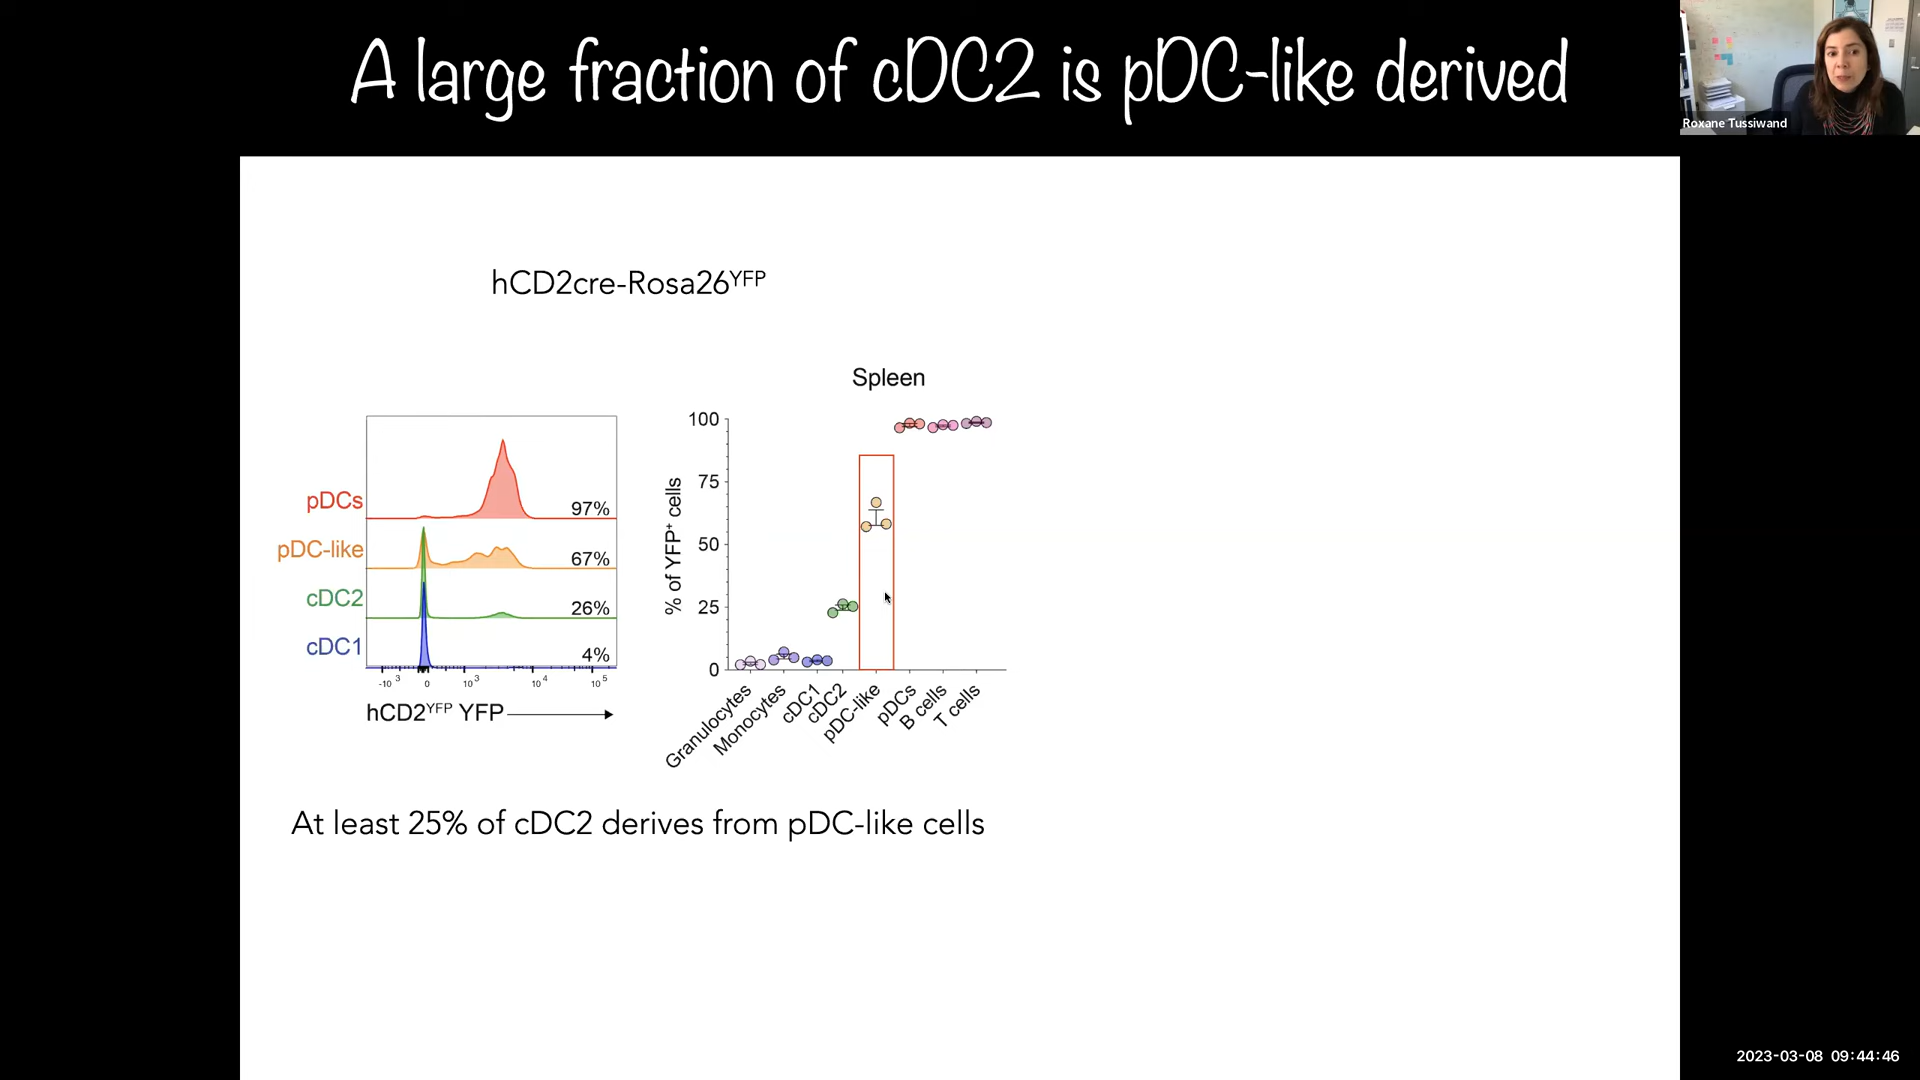 A large fraction of cDC2 is pDC-like derived
Roxane Tussiwand
hCD2cre-Rosa26YFP
Spleen
pDCs
97%
pDC-like
67%
cDC2
26%
cDC1
4%
-10 3
0
10 3
10 4
10 5
hCD2YFP YFP
% of YFP+ cells
100
75
50
25
0
Granulocytes
Monocytes
cDC1
cDC2
pDC-like
pDCs
B cells
T cells
At least 25% of cDC2 derives from pDC-like cells
2023-03-08 09:44:46